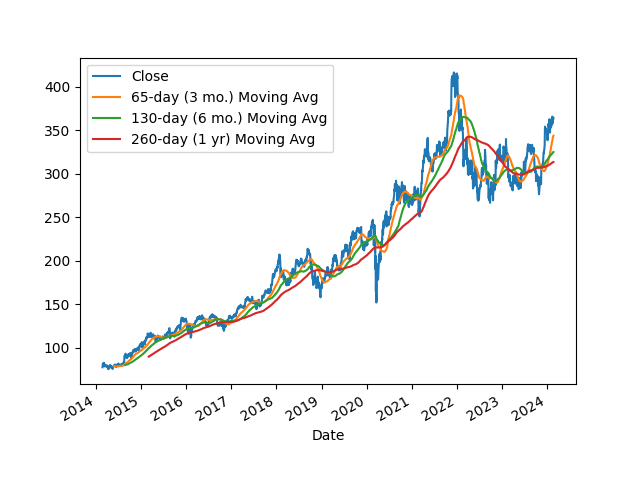 Close
65-day (3 mo.) Moving Avg
130-day (6 mo.) Moving Avg
260-day (1 yr) Moving Avg
400
350
300
250
200
150
100
2014 2015 2016 2017 2018 2019 2020 2021 2022 2023 2024
Date